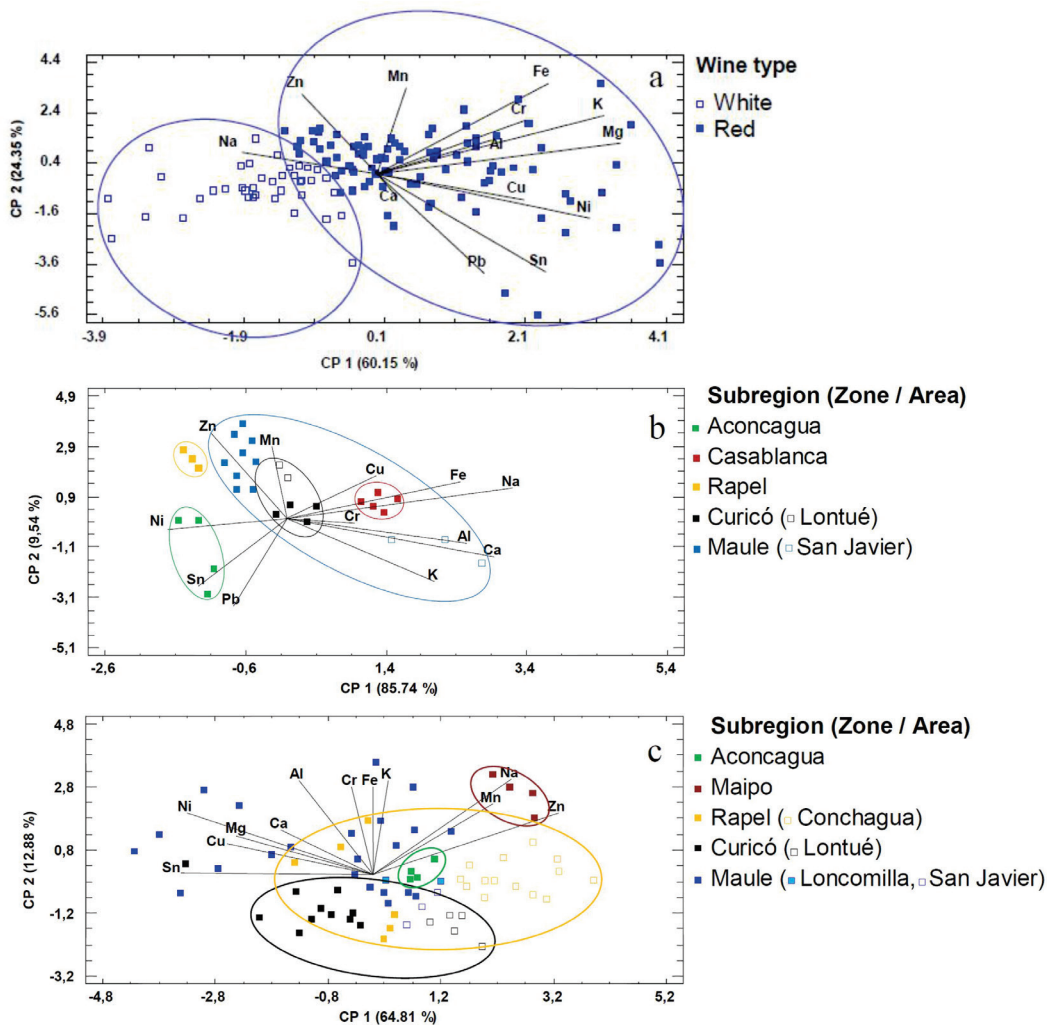 a
Wine type
White
Red
4.4
2.4
0.4
-1.6
-3.6
-5.6
CP 2 (24.35 %)
Zn
Mn
Fe
K
Cr
Mg
Al
Na
Ca
Cu
Ni
Pb
Sn
-3.9
-1.9
0.1
2.1
4.1
CP 1 (60.15 %)
b
Subregion (Zone / Area)
Aconcagua
Casablanca
Rapel
Curicó (Lontué)
Maule (San Javier)
4,9
2,9
0,9
-1,1
-3,1
-5,1
CP 2 (9.54 %)
Zn
Mn
Cu
Fe
Na
Ni
Cr
Al
Ca
K
Sn
Pb
-2,6
-0,6
1,4
3,4
5,4
CP 1 (85.74 %)
c
Subregion (Zone / Area)
Aconcagua
Maipo
Rapel (Conchagua)
Curicó (Lontué)
Maule (Loncomilla, San Javier)
4,8
2,8
0,8
-1,2
-3,2
CP 2 (12.88 %)
Al
Cr
Fe
K
Na
Mn
Zn
Ni
Mg
Ca
Cu
Sn
-4,8
-2,8
-0,8
1,2
3,2
5,2
CP 1 (64.81 %)